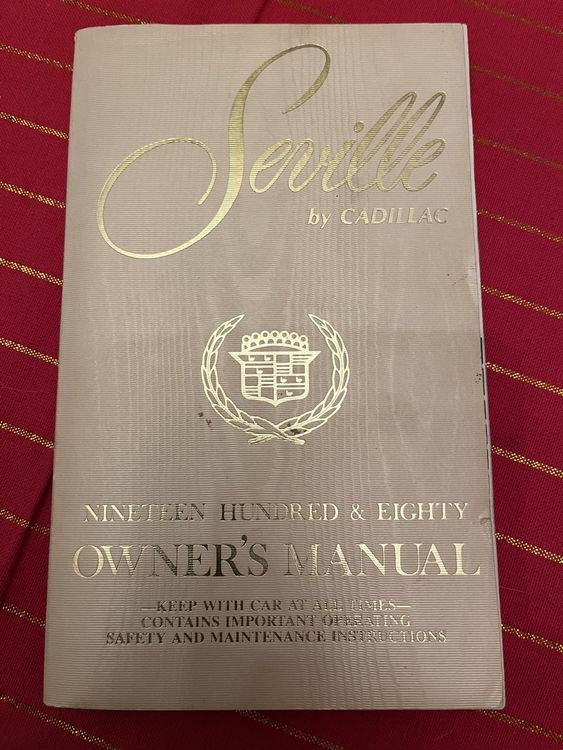 Seville
by CADILLAC
NINETEEN HUNDRED & EIGHTY
OWNER'S MANUAL
—KEEP WITH CAR AT ALL TIMES—
CONTAINS IMPORTANT OPERATING
SAFETY AND MAINTENANCE INSTRUCTIONS